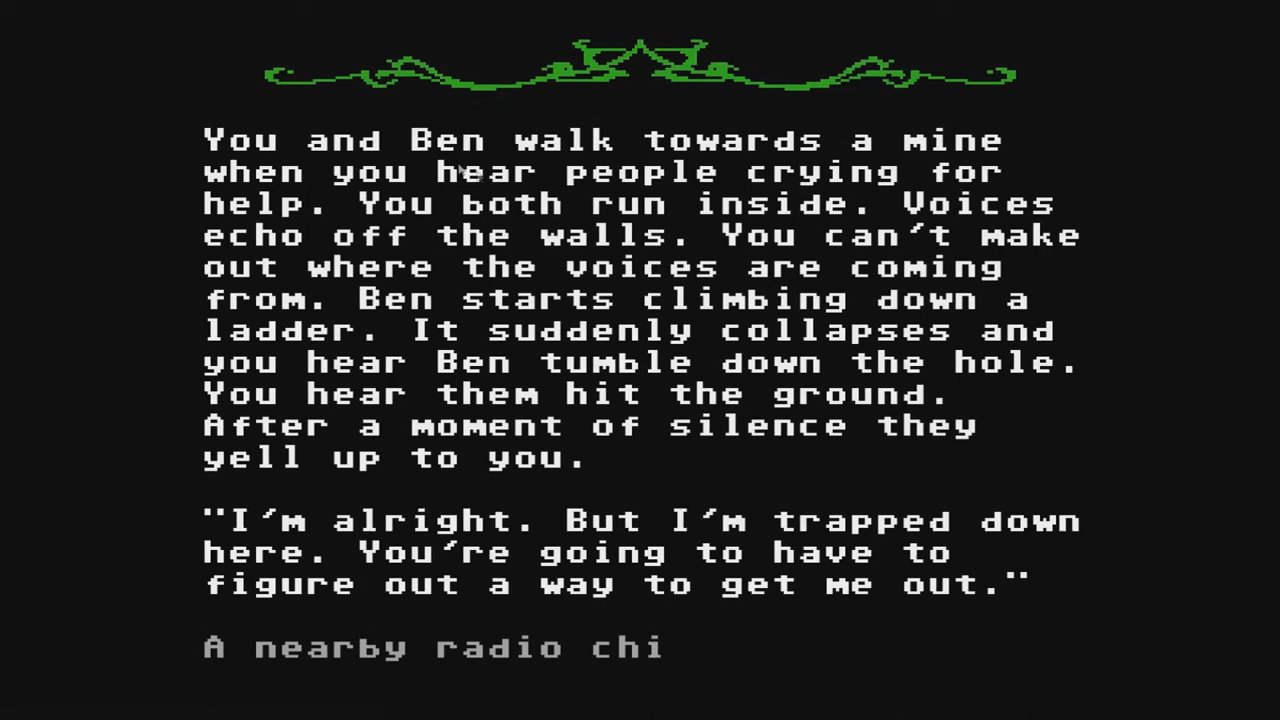 You and Ben walk towards a mine
when you hear people crying for
help. You both run inside. Voices
echo off the walls. You can't make
out where the voices are coming
from. Ben starts climbing down a
ladder. It suddenly collapses and
you hear Ben tumble down the hole.
You hear them hit the ground.
After a moment of silence they
yell up to you.
"I'm alright. But I'm trapped down
here. You're going to have to
figure out a way to get me out."
A nearby radio chi